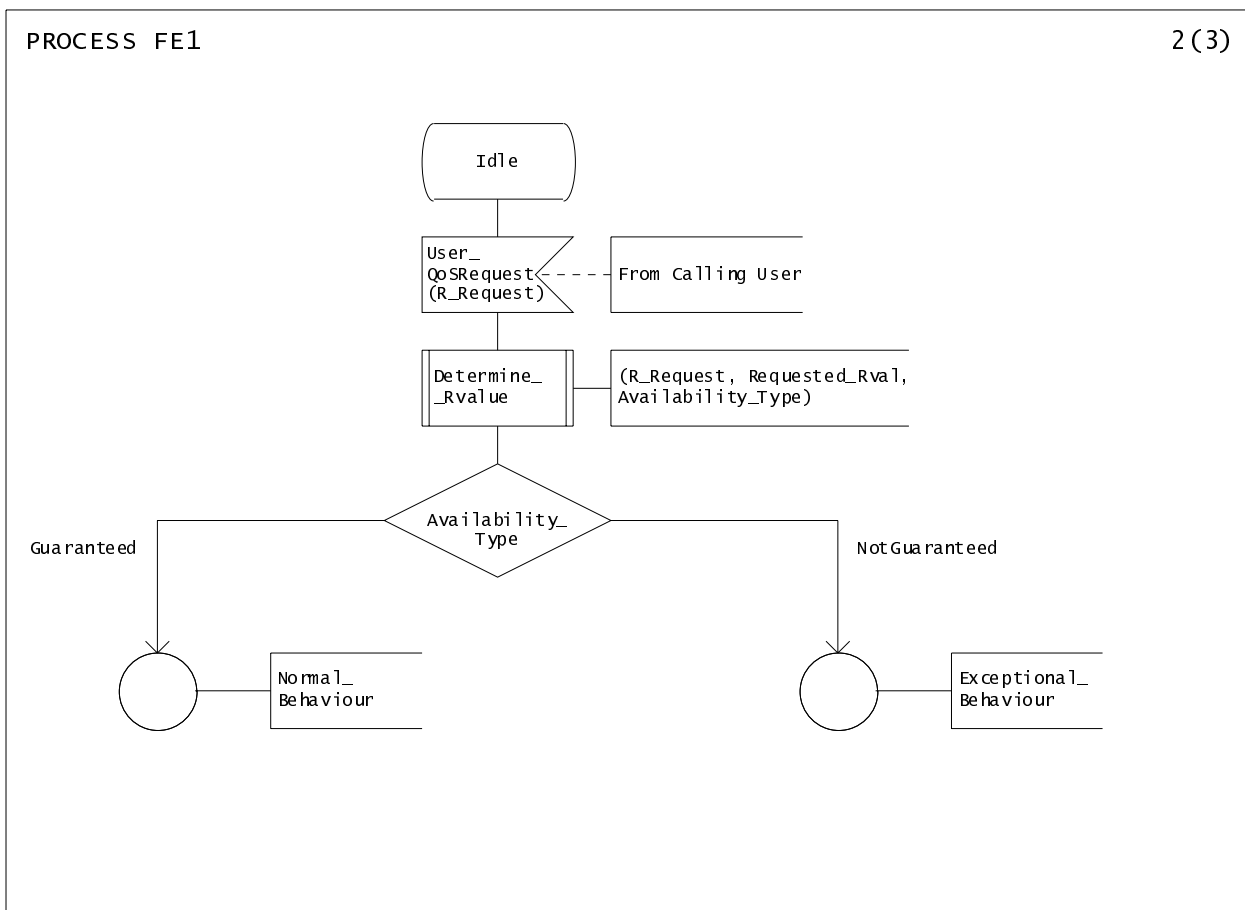 PROCESS FE1
2(3)
Idle
User_
QoSRequest
(R_Request)
From Calling User
Determine_
_Rvalue
(R_Request, Requested_Rval,
Availability_Type)
Availability_
Type
Guaranteed
NotGuaranteed
Normal_
Behaviour
Exceptional_
Behaviour